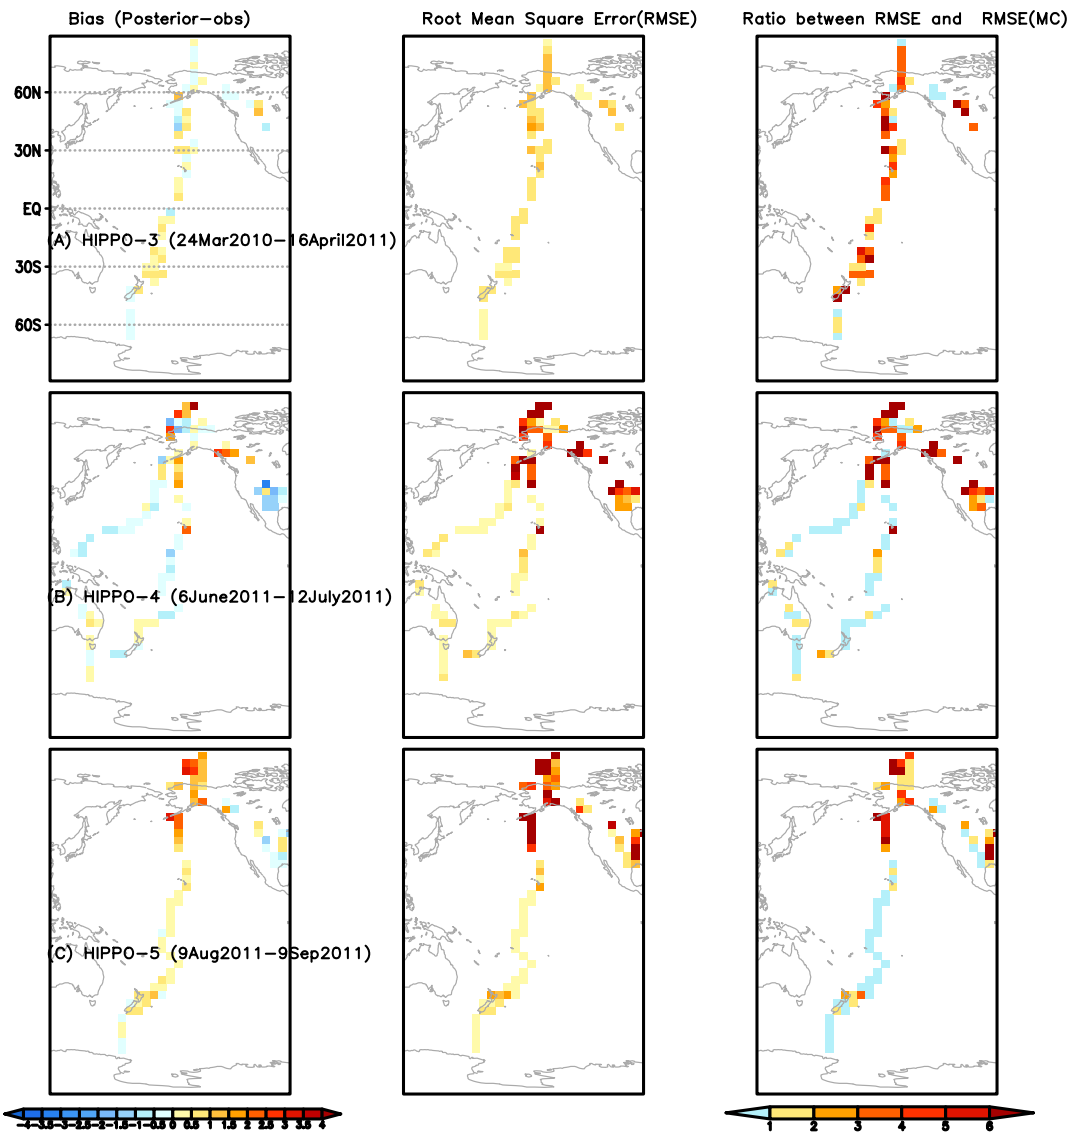 Bias (Posterior-obs) Root Mean Square Error(RMSE) Ratio between RMSE and RMSE(MC)
60N
30N
EQ
(A) HIPPO-3 (24Mar2010-16April2011)
30S
60S
(B) HIPPO-4 (6June2011-12July2011)
(C) HIPPO-5 (9Aug2011-9Sep2011)
-4 -3.5 -3 -2.5 -2 -1.5 -1 -0.5 0 0.5 1 1.5 2 2.5 3 3.5 4
1 2 3 4 5 6